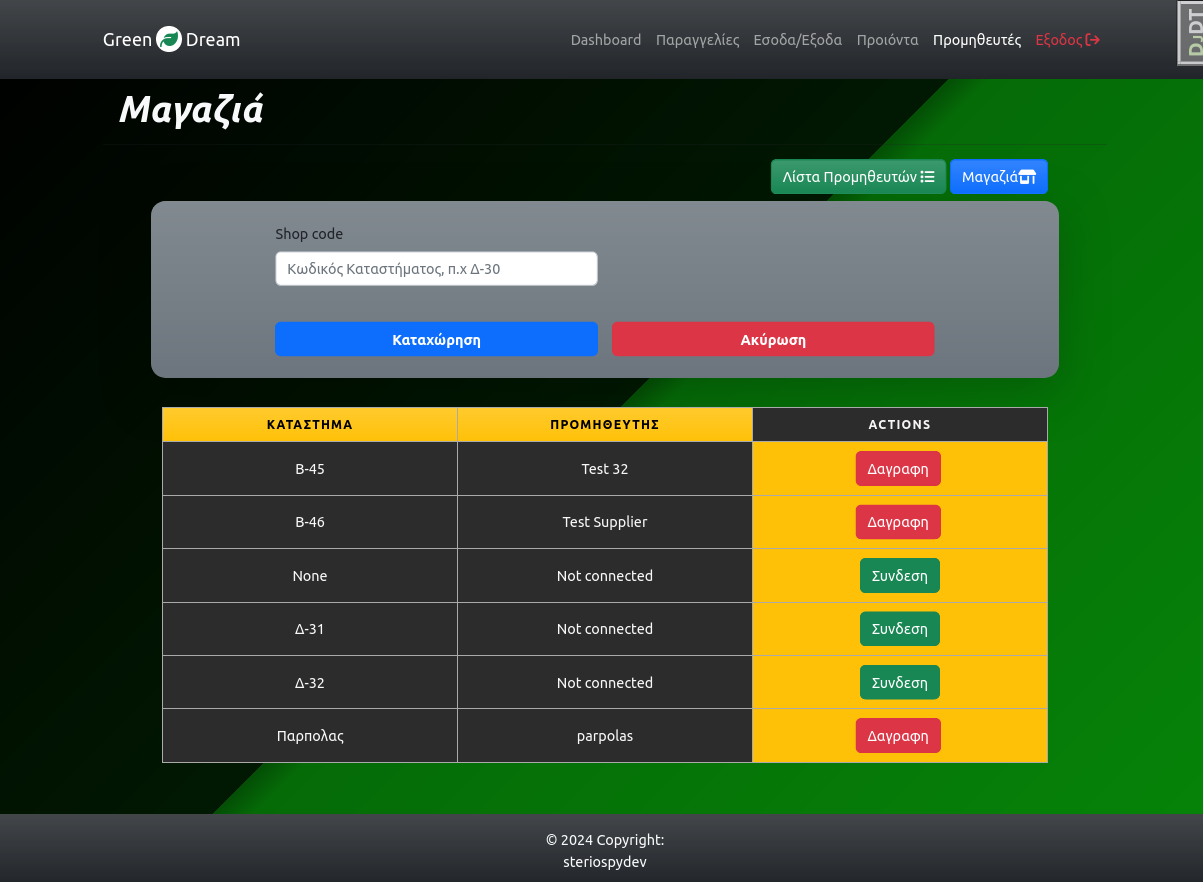 Green Dream
Dashboard Παραγγελίες Εσοδα/Εξοδα Προιόντα Προμηθευτές Εξοδος
DJDT
Μαγαζιά
Λίστα Προμηθευτών Μαγαζιά
Shop code
Κωδικός Καταστήματος, π.χ Δ-30
Καταχώρηση Ακύρωση
ΚΑΤΑΣΤΗΜΑ ΠΡΟΜΗΘΕΥΤΗΣ ACTIONS
B-45 Test 32 Δαγραφη
B-46 Test Supplier Δαγραφη
None Not connected Συνδεση
Δ-31 Not connected Συνδεση
Δ-32 Not connected Συνδεση
Παρπολας parpolas Δαγραφη
© 2024 Copyright:
steriospydev